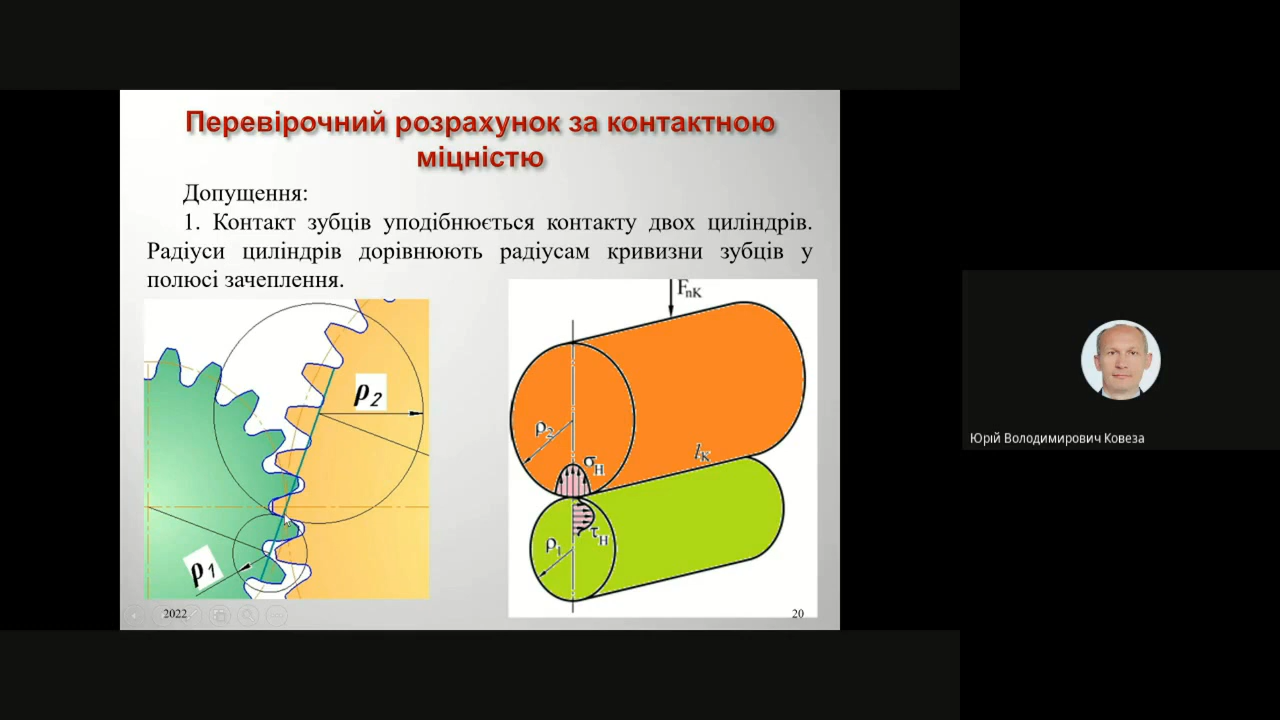 Перевірочний розрахунок за контактною
міцністю
Допущення:
1. Контакт зубців уподібнюється контакту двох циліндрів.
Радіуси циліндрів дорівнюють радіусам кривизни зубців у
полюсі зачеплення.
ρ2
ρ1
FnK
ρ2
σH
lK
τH
ρ1
2022
20
Юрій Володимирович Ковеза